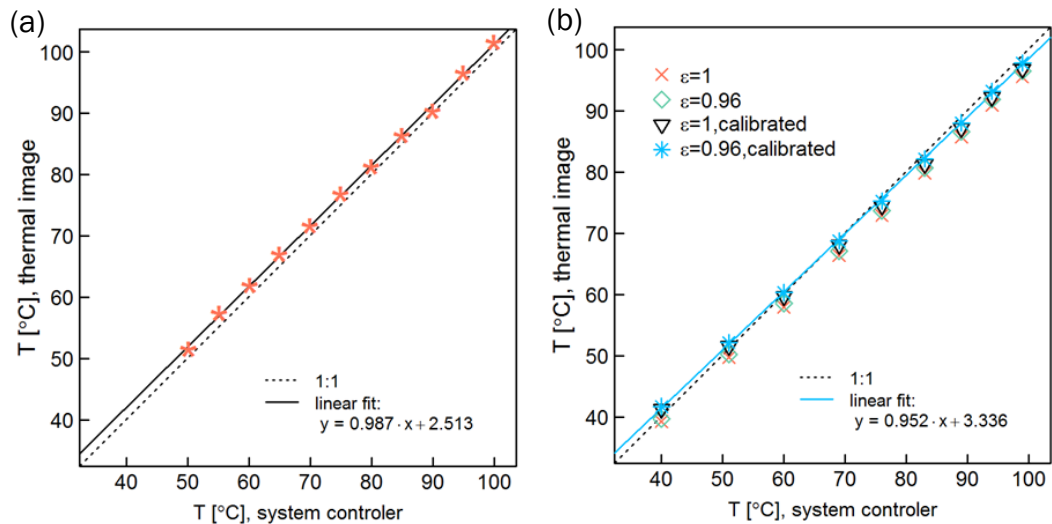 (a)
100
90
80
70
60
50
40
T [°C], thermal image
1:1
linear fit:
y = 0.987 · x + 2.513
40 50 60 70 80 90 100
T [°C], system controler
(b)
100
90
80
70
60
50
40
T [°C], thermal image
ε=1
ε=0.96
ε=1,calibrated
ε=0.96,calibrated
1:1
linear fit:
y = 0.952 · x + 3.336
40 50 60 70 80 90 100
T [°C], system controler